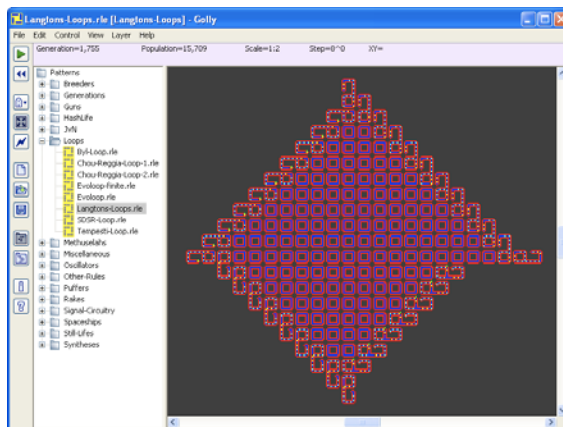 Langtons-Loops.rle [Langtons-Loops] - Golly
File Edit Control View Layer Help
Generation=1,755 Population=15,709 Scale=1:2 Step=8^0 XY=
Patterns
Breeders
Generations
Guns
HashLife
JvN
Loops
Byl-Loop.rle
Chou-Reggia-Loop-1.rle
Chou-Reggia-Loop-2.rle
Evoloop-finite.rle
Evoloop.rle
Langtons-Loops.rle
SDSR-Loop.rle
Tempesti-Loop.rle
Methuselahs
Miscellaneous
Oscillators
Other-Rules
Puffers
Rakes
Signal-Circuitry
Spaceships
Still-Lifes
Syntheses